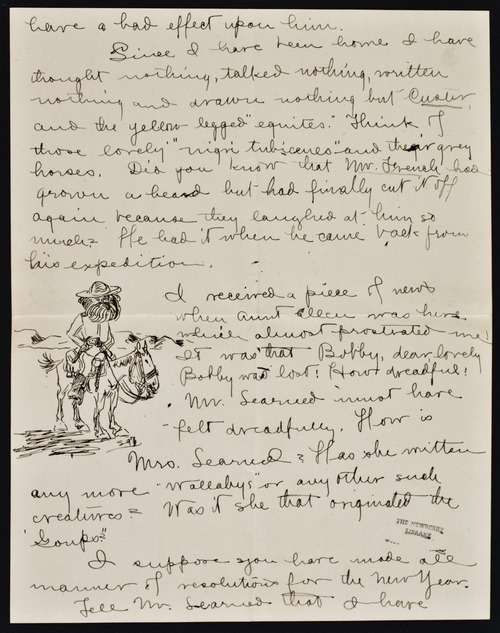 have a bad effect upon him.
Since I have been home I have
thought nothing, talked nothing, written
nothing and drawn nothing but Custer,
and the yellow legged "equites." Think of
those lovely "nigri tubicenes" and their grey
horses. Did you know that Mr. French had
grown a beard but had finally cut it off
again because they laughed at him so
much? He had it when he came back from
his expedition.
I received a piece of news
when Aunt Ellen was here
which almost prostrated me!
It was that Bobby, dear, lovely
Bobby was lost! How dreadful!
Mr. Learned must have
felt dreadfully. How is
Mrs. Learned? Has she written
any more "wallabys" or any other such
creatures? Was it she that originated the
"Goups?"
THE NEWBERRY
LIBRARY
I suppose you have made all
manner of resolutions for the New Year.
Tell Mr. Learned that I have